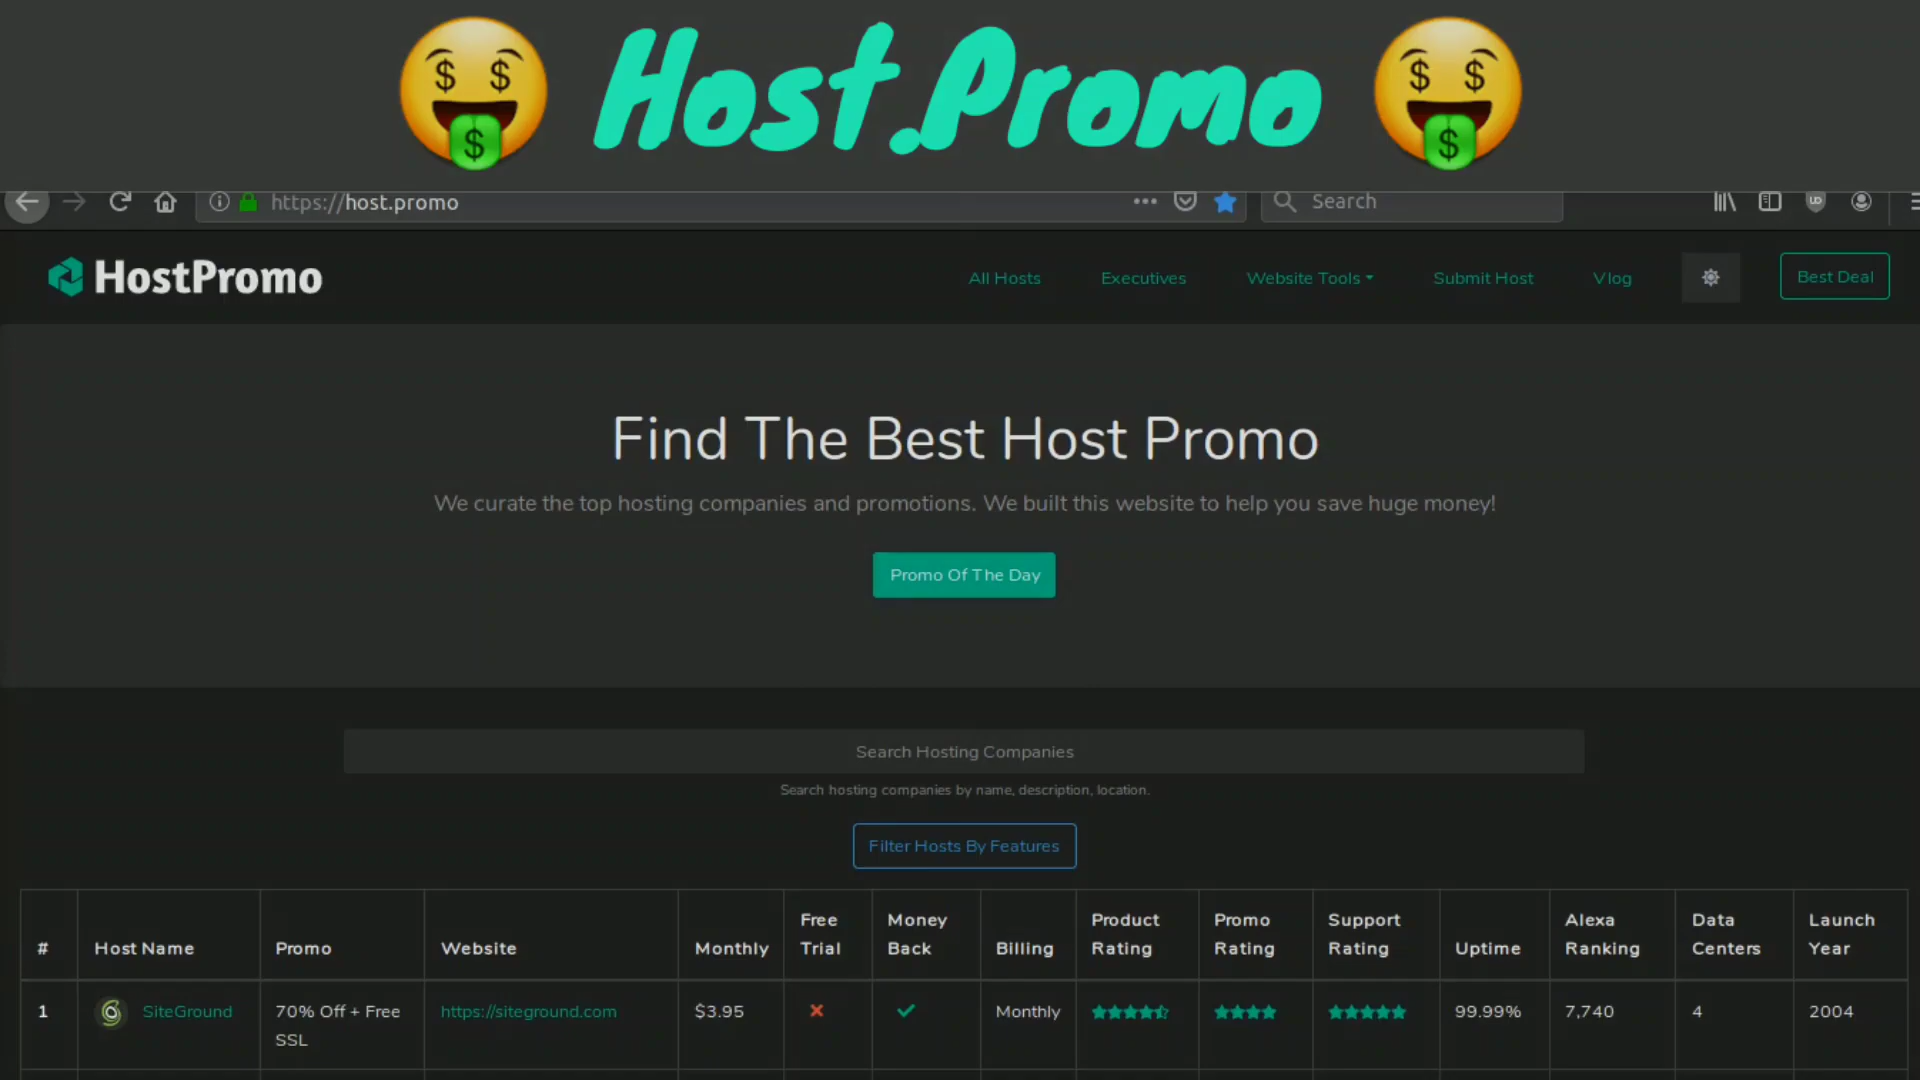 Host.Promo
https://host.promo
Search
HostPromo
All Hosts
Executives
Website Tools
Submit Host
Vlog
Best Deal
Find The Best Host Promo
We curate the top hosting companies and promotions. We built this website to help you save huge money!
Promo Of The Day
Search Hosting Companies
Search hosting companies by name, description, location.
Filter Hosts By Features
# Host Name Promo Website Monthly Free Trial Money Back Billing Product Rating Promo Rating Support Rating Uptime Alexa Ranking Data Centers Launch Year
1 SiteGround 70% Off + Free SSL https://siteground.com $3.95 Monthly 99.99% 7,740 4 2004